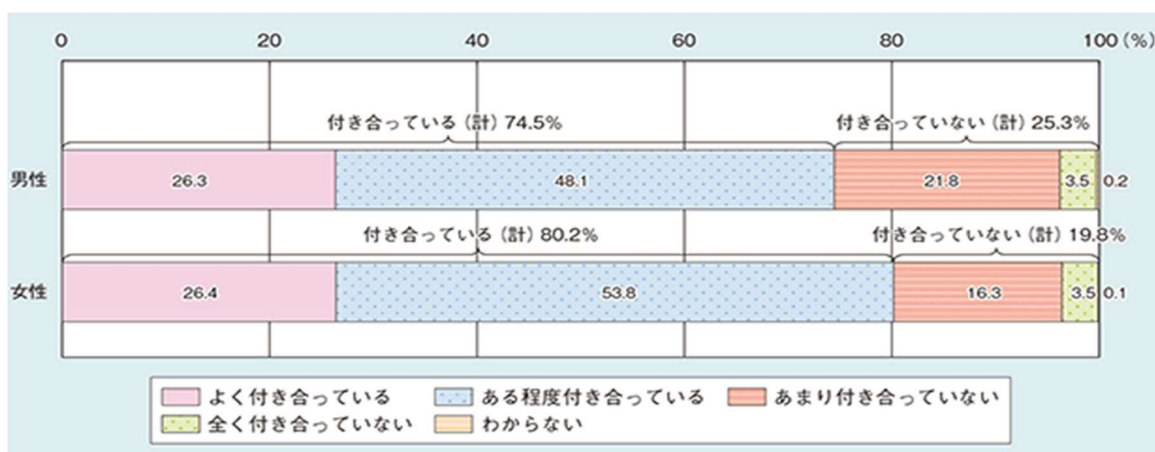 0 20 40 60 80 100 (%)
付き合っている (計) 74.5% 付き合っていない (計) 25.3%
男性 26.3 48.1 21.8 3.5 0.2
付き合っている (計) 80.2% 付き合っていない (計) 19.8%
女性 26.4 53.8 16.3 3.5 0.1
よく付き合っている ある程度付き合っている あまり付き合っていない
全く付き合っていない わからない